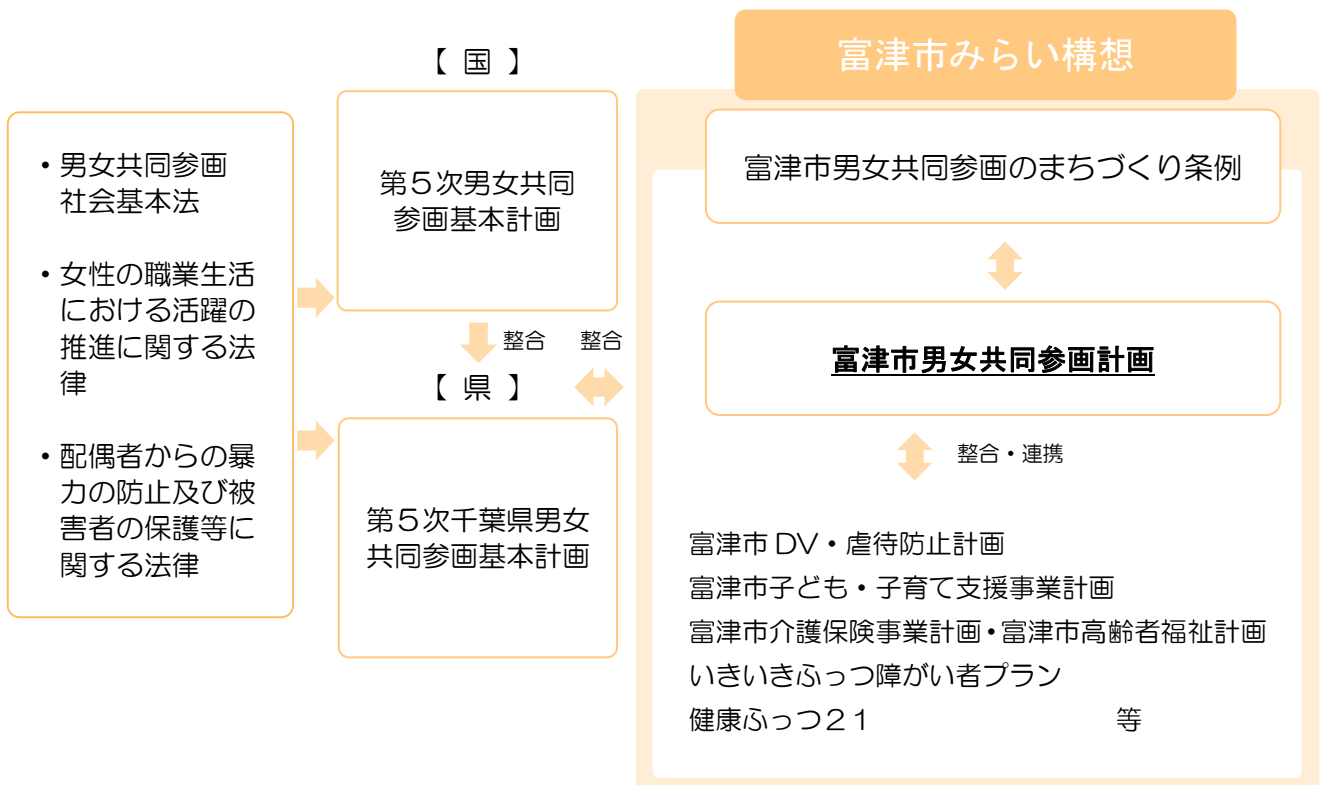 ・男女共同参画
社会基本法
・女性の職業生活
における活躍の
推進に関する法
律
・配偶者からの暴
力の防止及び被
害者の保護等に
関する法律
【 国 】
第５次男女共同
参画基本計画
整合
整合
【 県 】
第５次千葉県男女
共同参画基本計画
富津市みらい構想
富津市男女共同参画のまちづくり条例
富津市男女共同参画計画
整合・連携
富津市 DV・虐待防止計画
富津市子ども・子育て支援事業計画
富津市介護保険事業計画・富津市高齢者福祉計画
いきいきふっつ障がい者プラン
健康ふっつ２１ 等